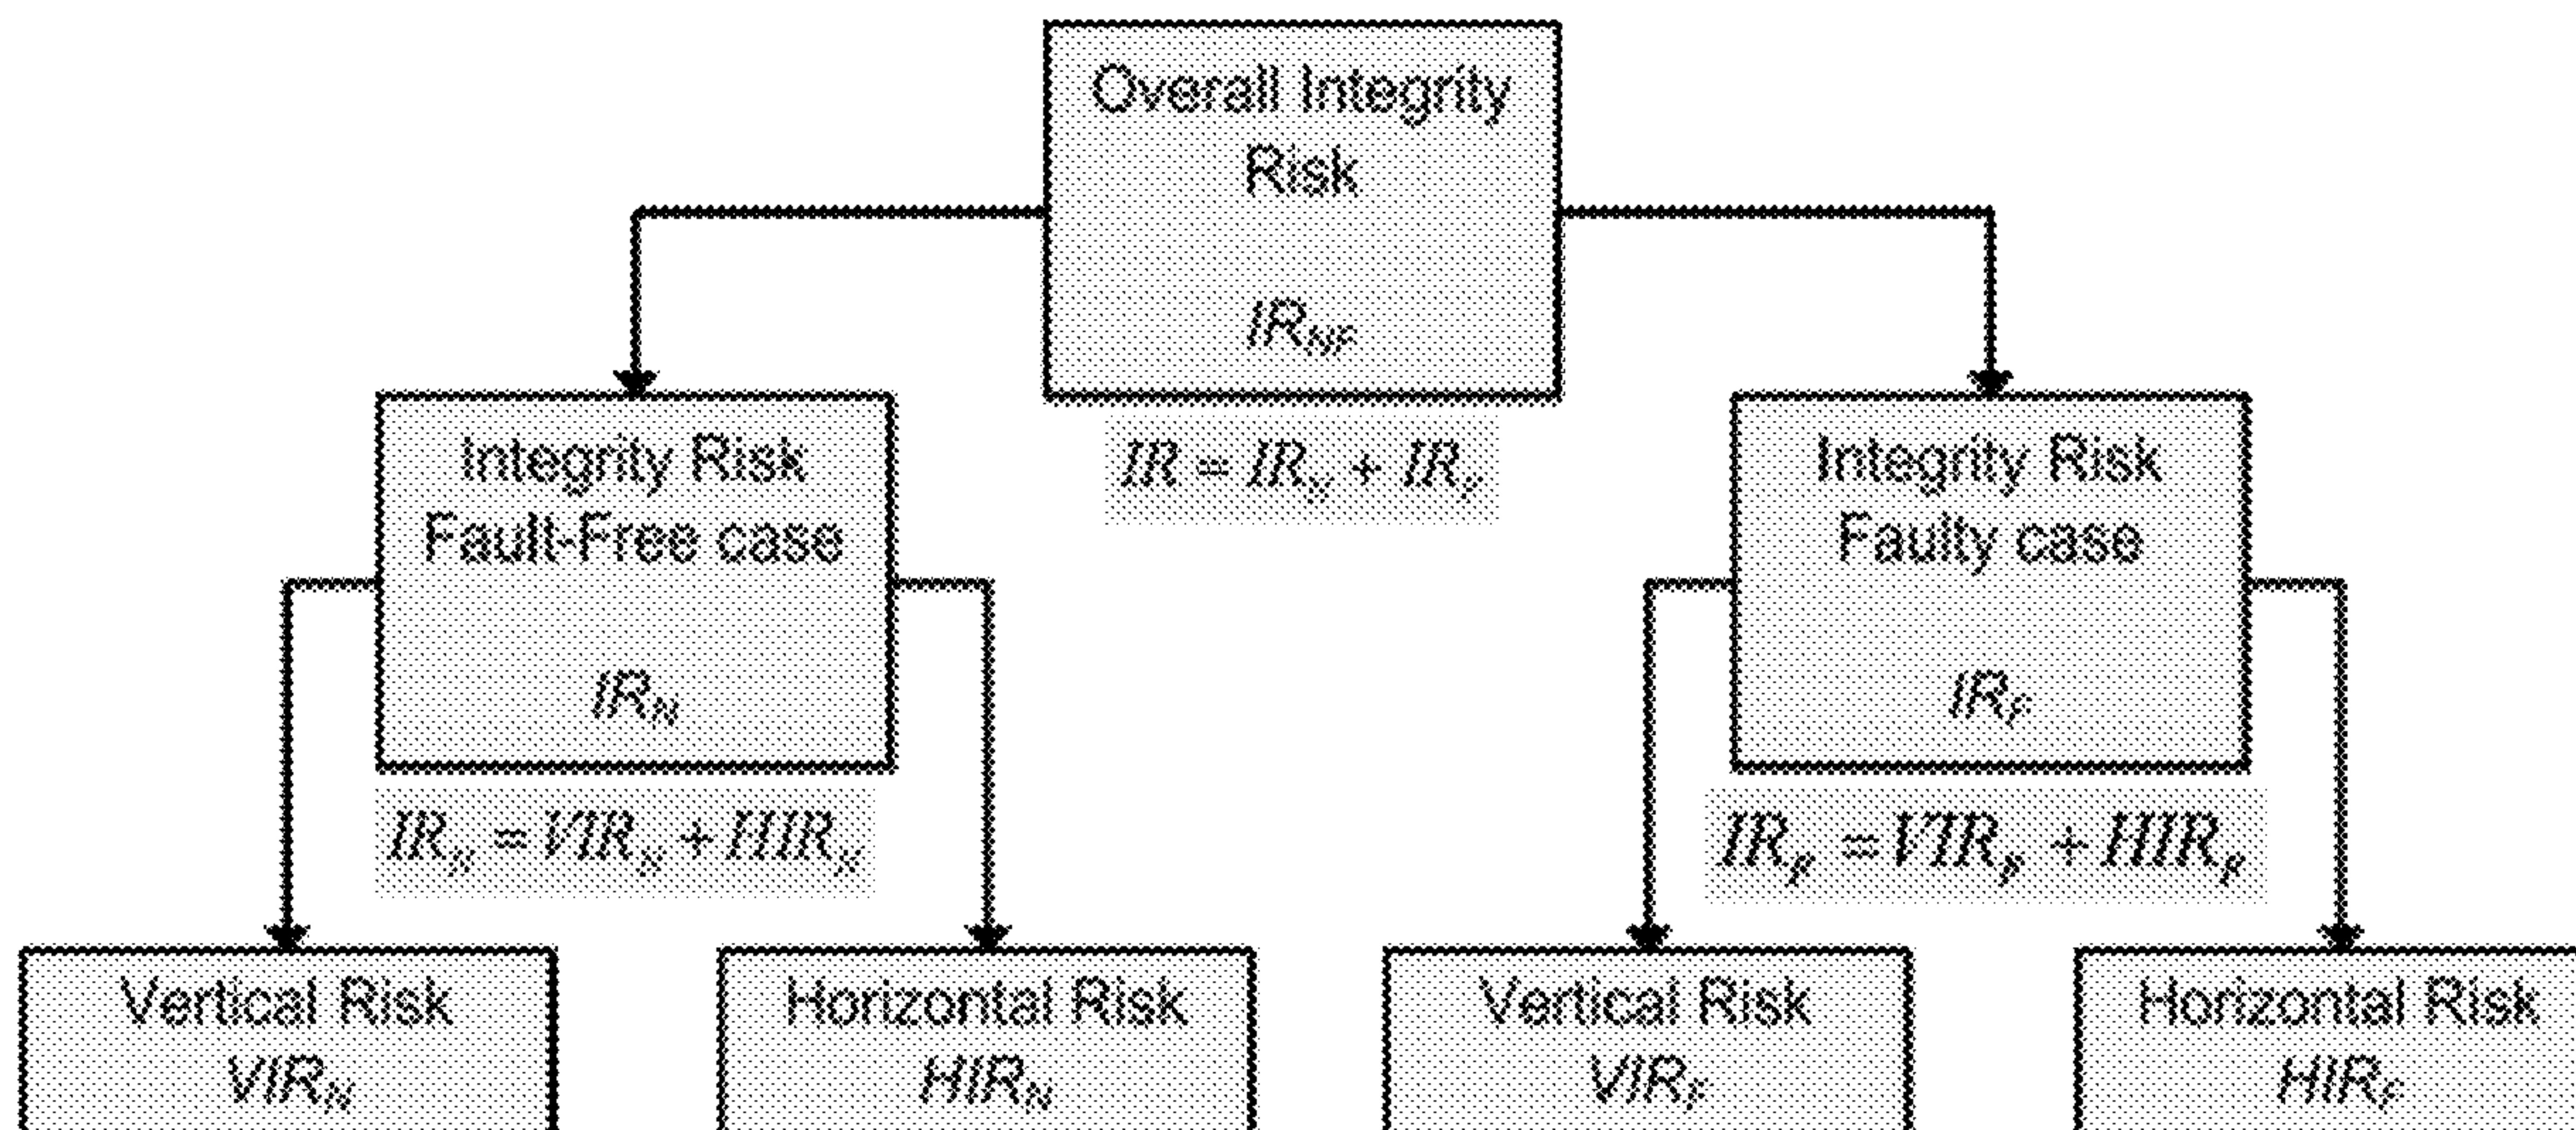 Overall Integrity
Risk
IR_NF
IR = IR_N + IR_F
Integrity Risk
Fault-Free case
IR_N
IR_N = VIR_N + HIR_N
Integrity Risk
Faulty case
IR_F
IR_F = VIR_F + HIR_F
Vertical Risk
VIR_N
Horizontal Risk
HIR_N
Vertical Risk
VIR_F
Horizontal Risk
HIR_F